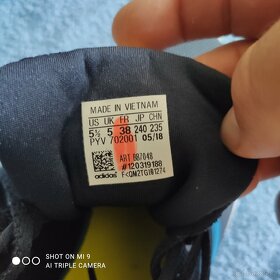 MADE IN VIETNAM
US UK FR JP CHN
5½ 5 38 240 235
PYV 702001 05/18
ART BB7048
#120319188
adidas
SHOT ON MI 9
AI TRIPLE CAMERA